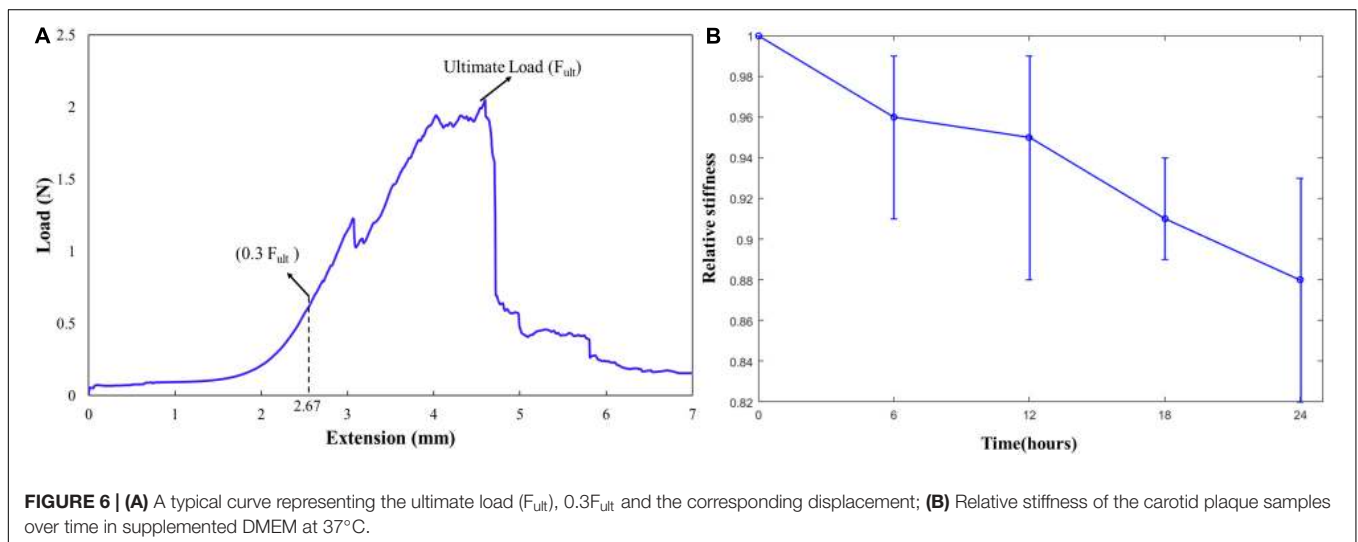 A
2.5
2
1.5
1
0.5
0
Load (N)
Ultimate Load (Fult)
(0.3 Fult )
0 1 2 2.67 3 4 5 6 7
Extension (mm)
B
1
0.98
0.96
0.94
0.92
0.9
0.88
0.86
0.84
0.82
Relative stiffness
0 6 12 18 24
Time(hours)
FIGURE 6 | (A) A typical curve representing the ultimate load (Fult), 0.3Fult and the corresponding displacement; (B) Relative stiffness of the carotid plaque samples
over time in supplemented DMEM at 37°C.